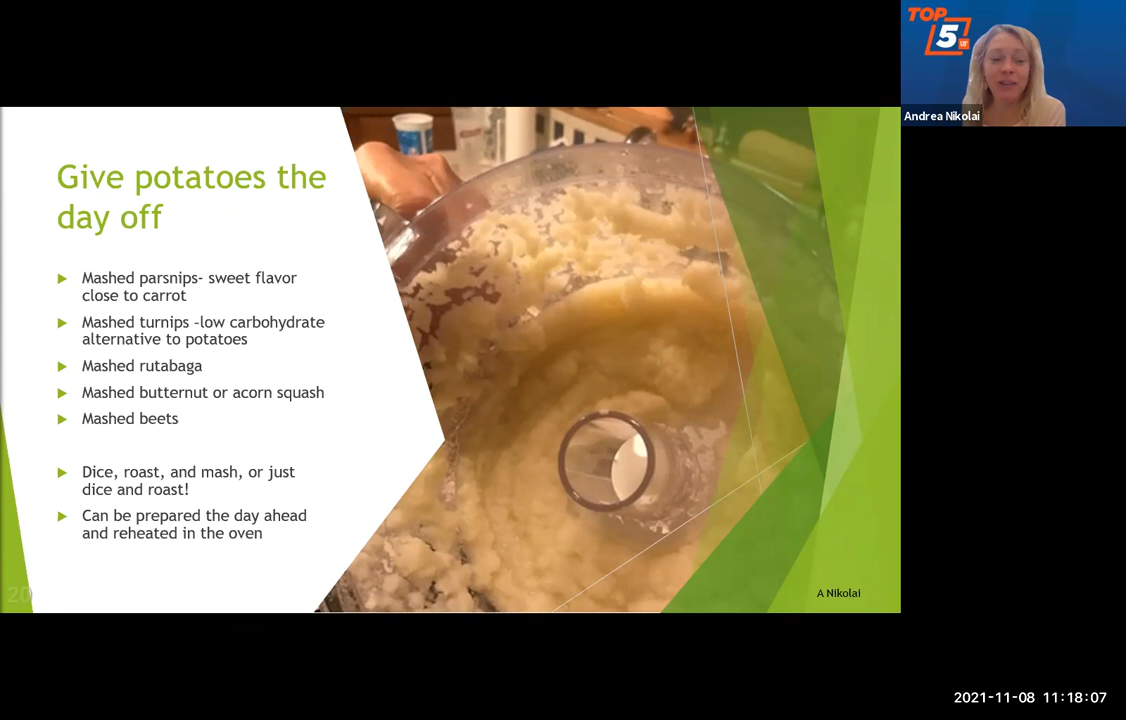 TOP
5
UF
Andrea Nikolai
Give potatoes the
day off
Mashed parsnips- sweet flavor
close to carrot
Mashed turnips -low carbohydrate
alternative to potatoes
Mashed rutabaga
Mashed butternut or acorn squash
Mashed beets
Dice, roast, and mash, or just
dice and roast!
Can be prepared the day ahead
and reheated in the oven
20
A Nikolai
2021-11-08 11:18:07